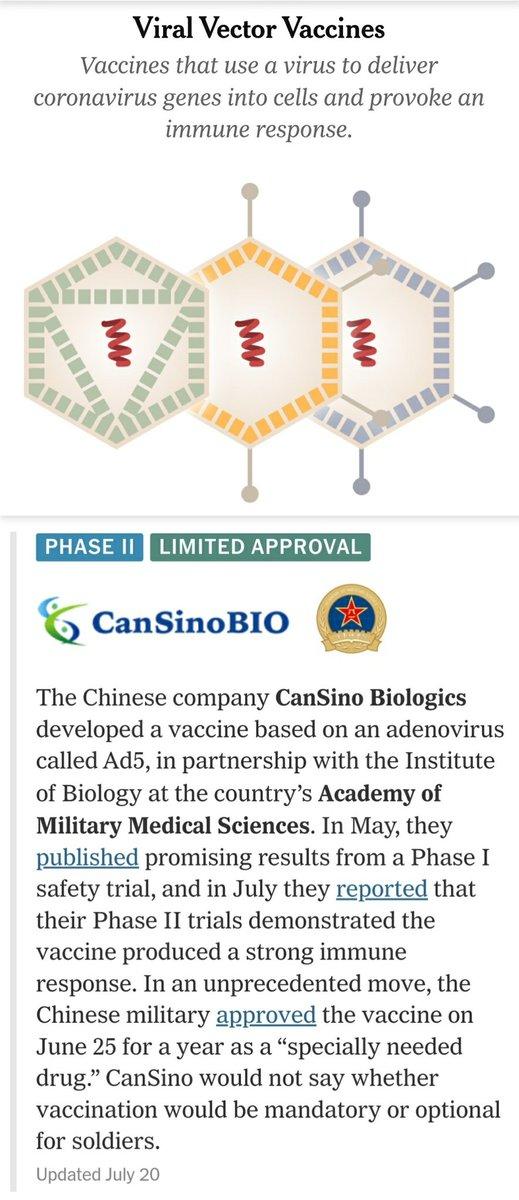 Viral Vector Vaccines
Vaccines that use a virus to deliver
coronavirus genes into cells and provoke an
immune response.
PHASE II LIMITED APPROVAL
CanSinoBIO
The Chinese company CanSino Biologics
developed a vaccine based on an adenovirus
called Ad5, in partnership with the Institute
of Biology at the country’s Academy of
Military Medical Sciences. In May, they
published promising results from a Phase I
safety trial, and in July they reported that
their Phase II trials demonstrated the
vaccine produced a strong immune
response. In an unprecedented move, the
Chinese military approved the vaccine on
June 25 for a year as a “specially needed
drug.” CanSino would not say whether
vaccination would be mandatory or optional
for soldiers.
Updated July 20